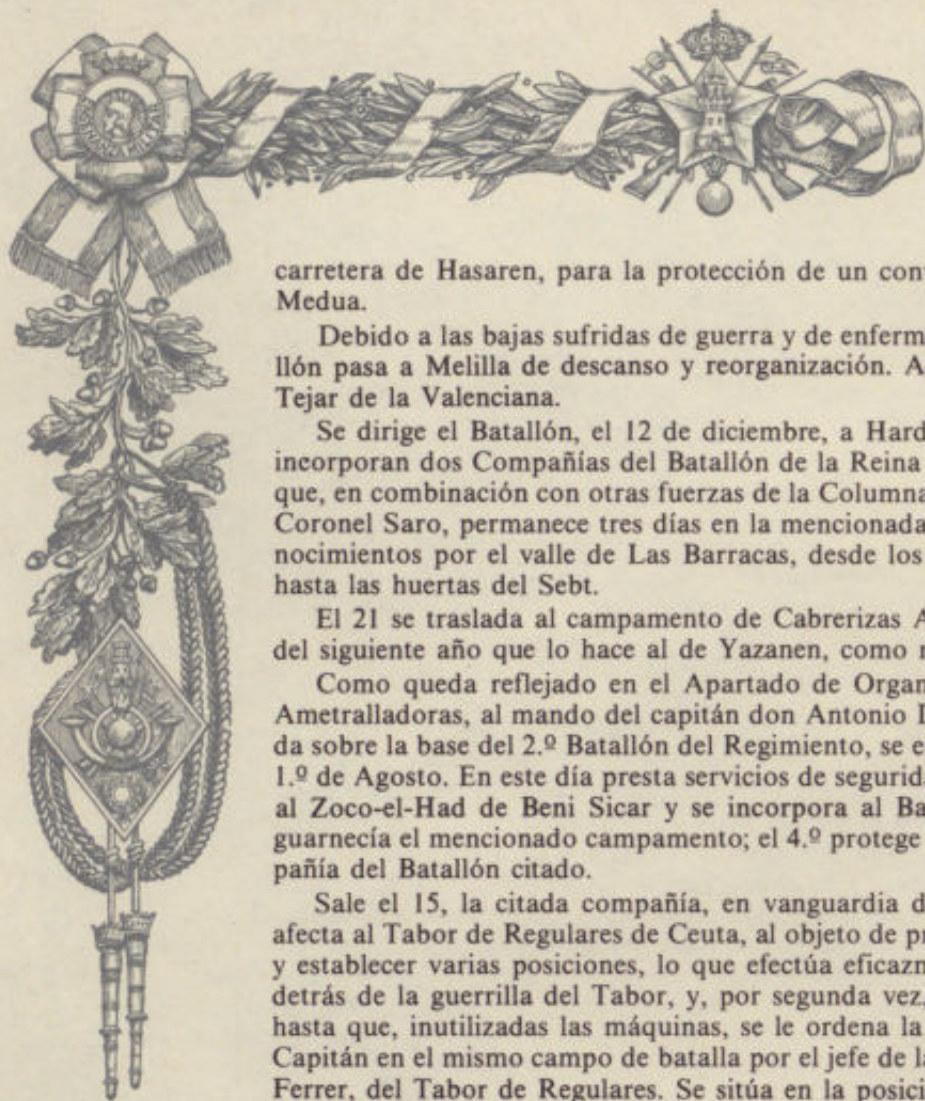 carretera de Hasaren, para la protección de un con
Medua.
Debido a las bajas sufridas de guerra y de enferm
llón pasa a Melilla de descanso y reorganización. A
Tejar de la Valenciana.
Se dirige el Batallón, el 12 de diciembre, a Hard
incorporan dos Compañías del Batallón de la Reina
que, en combinación con otras fuerzas de la Columna
Coronel Saro, permanece tres días en la mencionada
nocimientos por el valle de Las Barracas, desde los
hasta las huertas del Sebt.
El 21 se traslada al campamento de Cabrerizas A
del siguiente año que lo hace al de Yazanen, como
Como queda reflejado en el Apartado de Organ
Ametralladoras, al mando del capitán don Antonio
da sobre la base del 2.º Batallón del Regimiento, se e
1.º de Agosto. En este día presta servicios de segurid
al Zoco-el-Had de Beni Sicar y se incorpora al Ba
guarnecía el mencionado campamento; el 4.º protege
pañía del Batallón citado.
Sale el 15, la citada compañía, en vanguardia d
afecta al Tabor de Regulares de Ceuta, al objeto de p
y establecer varias posiciones, lo que efectúa eficazm
detrás de la guerrilla del Tabor, y, por segunda vez,
hasta que, inutilizadas las máquinas, se le ordena la
Capitán en el mismo campo de batalla por el jefe de la
Ferrer, del Tabor de Regulares. Se sitúa en la posici